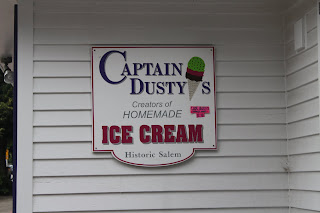 CAPTAIN
DUSTY'S
Creators of
HOMEMADE
ICE CREAM
Historic Salem